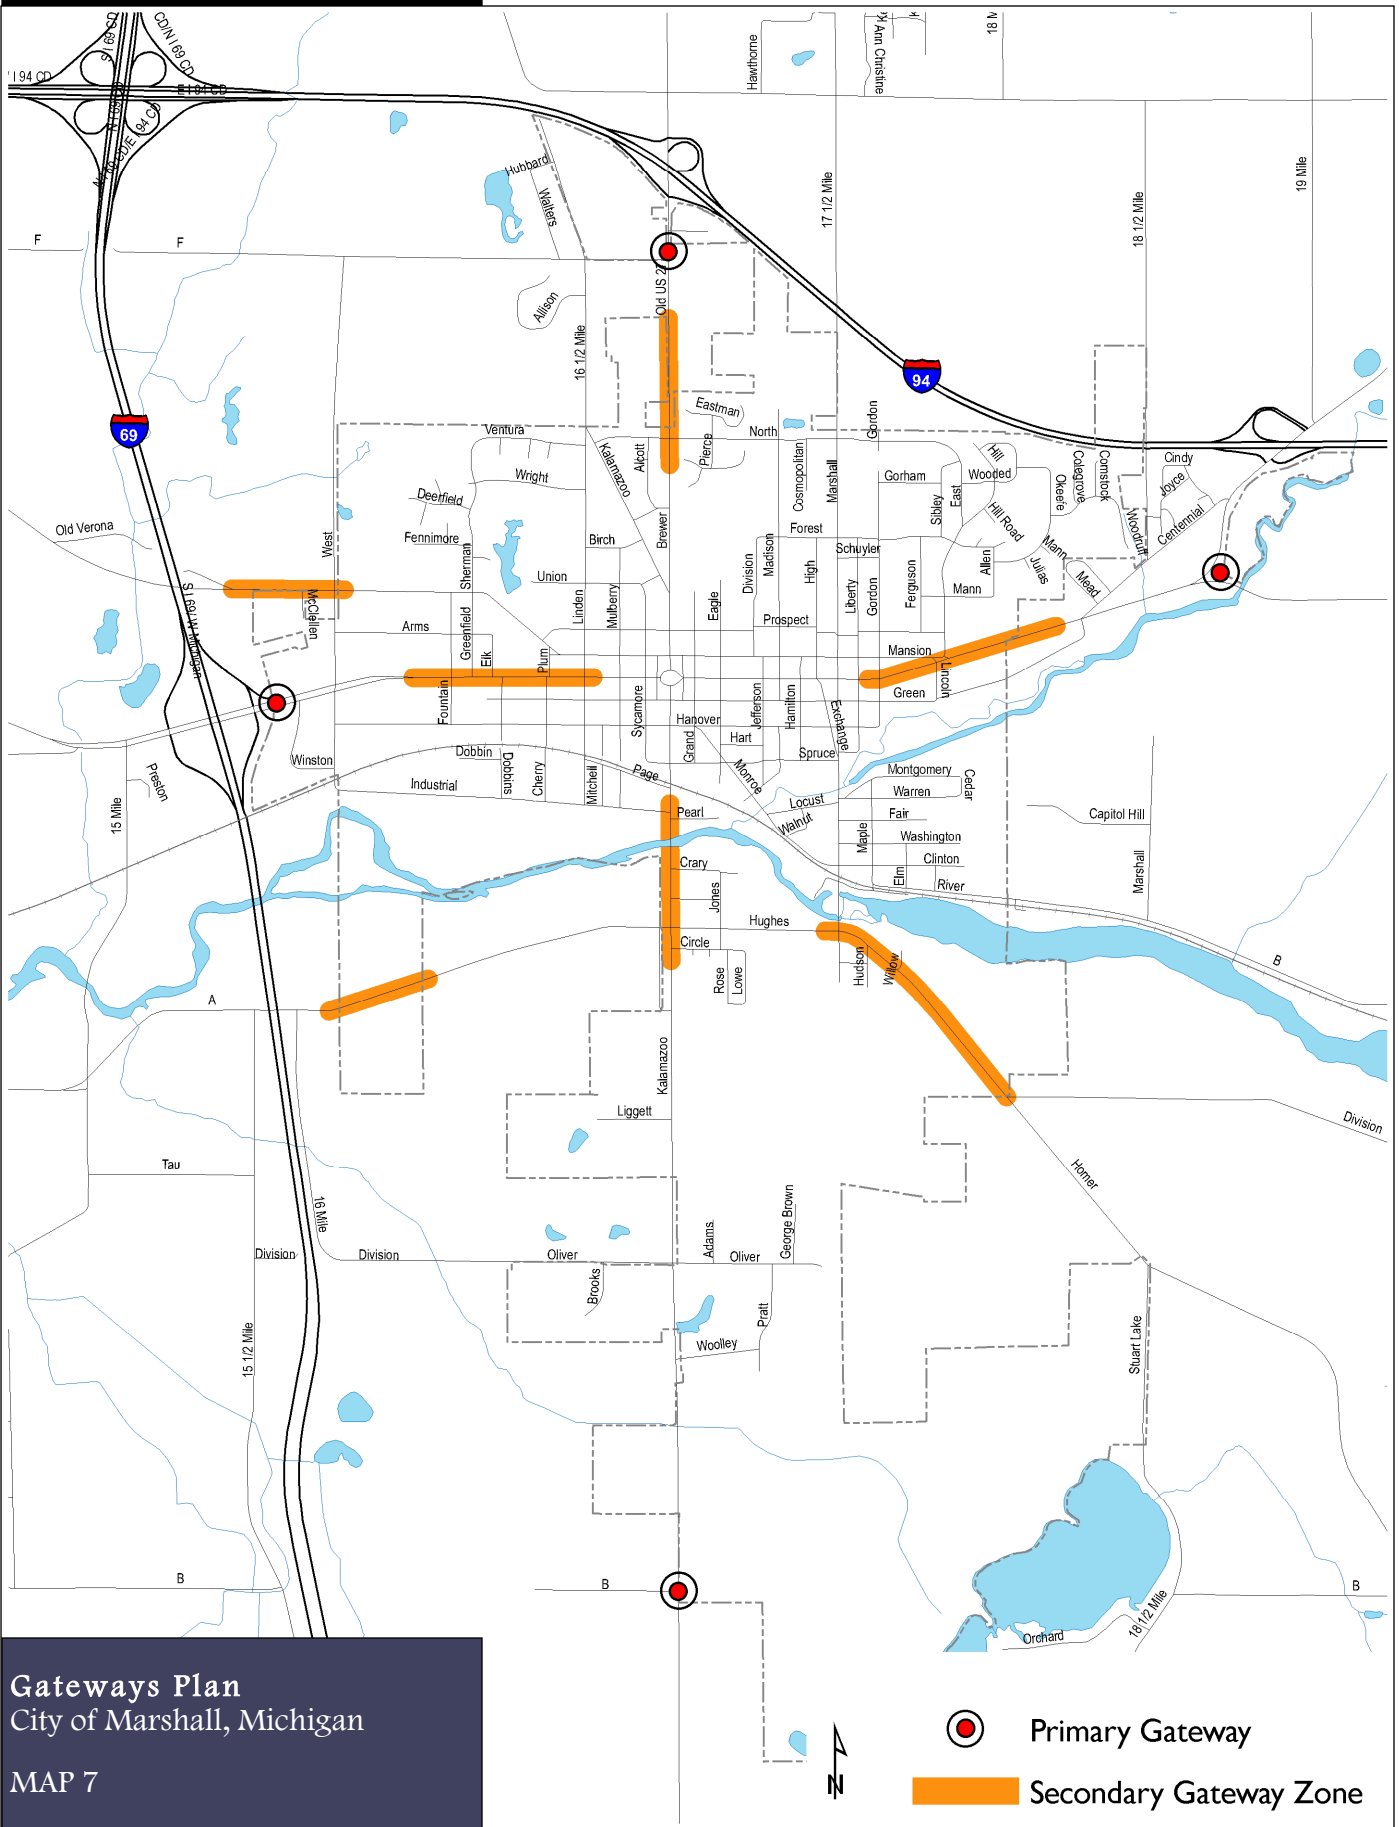 S I 69 CD
CD/N I 69 CD
I 94 CD
E I 94 CD
N I 69 CD/E I 94 CD
Hawthorne
Ann Christine
18 M
Hubbard
Walters
17 1/2 Mile
18 1/2 Mile
19 Mile
F
F
Old US 27
Allison
16 1/2 Mile
94
69
Eastman
Ventura
North
Gordon
Pierce
Alcott
Kalamazoo
Cosmopolitan
Marshall
Hill
Wooded
Wright
Gorham
Cindy
Joyce
Colegrove
Comstock
Okeefe
Sibley
East
Deerfield
Hill Road
Centennial
Woodruff
Old Verona
West
Fennimore
Sherman
Birch
Brewer
Forest
Madison
Schuyler
Mann
Allen
Julias
Mead
Union
Division
High
Liberty
Gordon
Ferguson
Mann
S I 69/ W Michigan
McClellen
Linden
Mulberry
Eagle
Arms
Greenfield
Elk
Plum
Prospect
Mansion
Lincoln
Green
Fountain
Sycamore
Hanover
Jefferson
Hamilton
Exchange
Grand
Hart
Spruce
Winston
Dobbin
Dobbins
Cherry
Mitchell
Page
Monroe
Industrial
Preston
15 Mile
Montgomery
Cedar
Warren
Locust
Walnut
Pearl
Fair
Capitol Hill
Maple
Washington
Clinton
Elm
River
Marshall
Crary
Jones
Hughes
Circle
Rose
Lowe
Hudson
Willow
B
A
Kalamazoo
Liggett
Division
Tau
Homer
16 Mile
Adams
George Brown
Division
Division
Oliver
Oliver
Brooks
Pratt
Woolley
15 1/2 Mile
Stuart Lake
B
B
B
18 1/2 Mile
Orchard
Gateways Plan
City of Marshall, Michigan
MAP 7
N
Primary Gateway
Secondary Gateway Zone